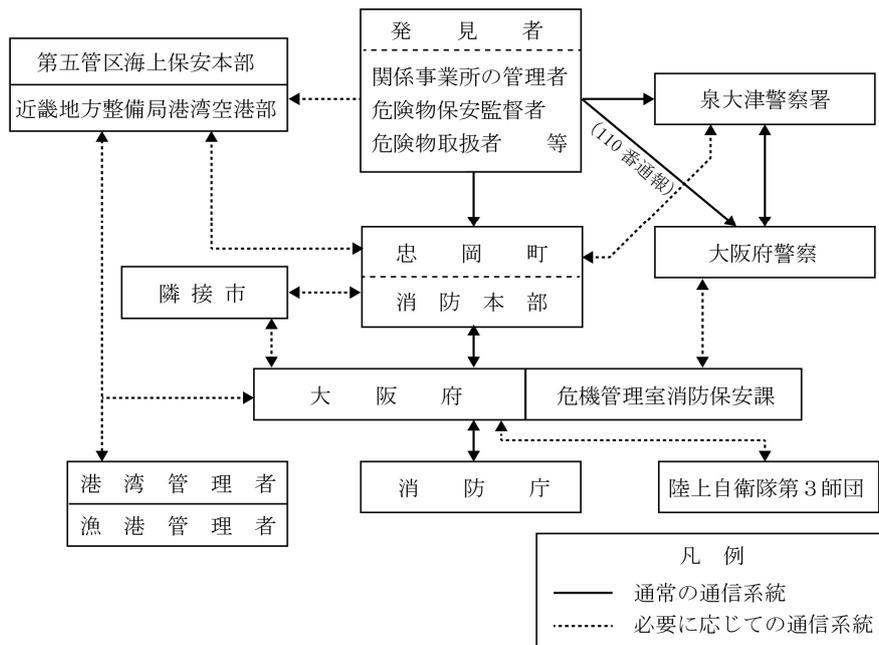 発見者
関係事業所の管理者
危険物保安監督者
危険物取扱者 等
第五管区海上保安本部
近畿地方整備局港湾空港部
泉大津警察署
(110番通報)
忠岡町
消防本部
大阪府警察
隣接市
大阪府
危機管理室消防保安課
港湾管理者
漁港管理者
消防庁
陸上自衛隊第3師団
凡例
通常の通信系統
必要に応じての通信系統